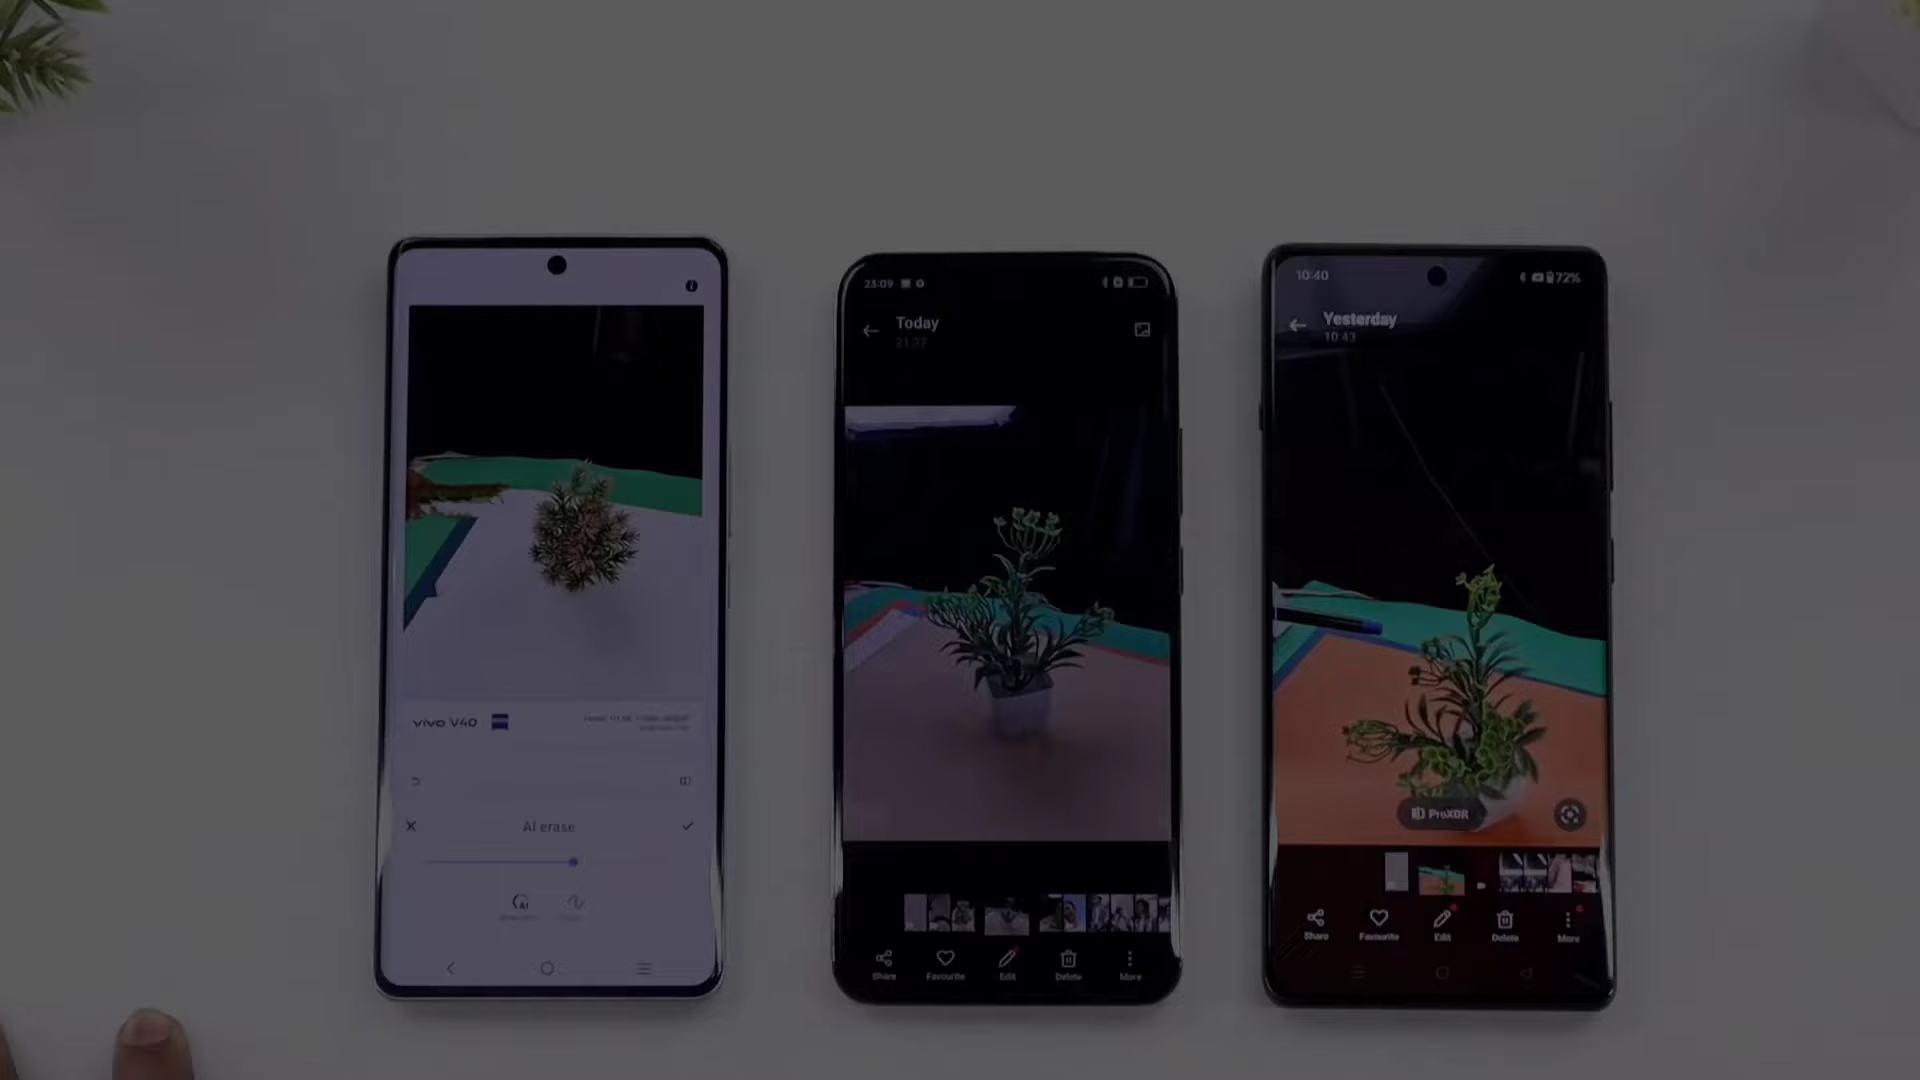 vivo V40
AI erase
AI
23:09
Today
21:37
Share
Favourite
Edit
Delete
More
10:40
72%
Yesterday
10:43
ProXDR
Share
Favourite
Edit
Delete
More